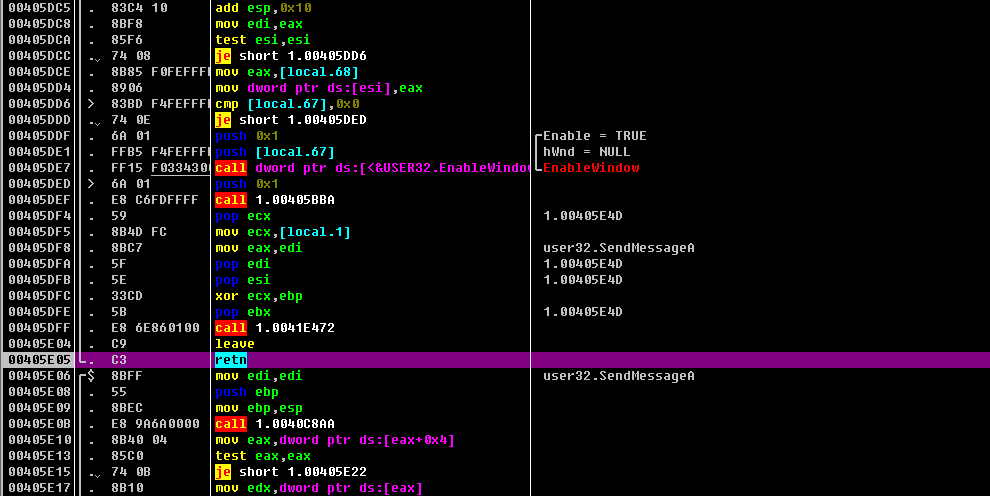 00405DC5 . 83C4 10 add esp,0x10
00405DC8 . 8BF8 mov edi,eax
00405DCA . 85F6 test esi,esi
00405DCC . 74 08 je short 1.00405DD6
00405DCE . 8B85 F0FEFFFF mov eax,[local.68]
00405DD4 . 8906 mov dword ptr ds:[esi],eax
00405DD6 > 83BD F4FEFFFF cmp [local.67],0x0
00405DDD . 74 0E je short 1.00405DED
00405DDF . 6A 01 push 0x1 Enable = TRUE
00405DE1 . FFB5 F4FEFFFF push [local.67] hWnd = NULL
00405DE7 . FF15 F0334300 call dword ptr ds:[<&USER32.EnableWindow EnableWindow
00405DED > 6A 01 push 0x1
00405DEF . E8 C6FDFFFF call 1.00405BBA
00405DF4 . 59 pop ecx 1.00405E4D
00405DF5 . 8B4D FC mov ecx,[local.1]
00405DF8 . 8BC7 mov eax,edi user32.SendMessageA
00405DFA . 5F pop edi 1.00405E4D
00405DFB . 5E pop esi 1.00405E4D
00405DFC . 33CD xor ecx,ebp
00405DFE . 5B pop ebx 1.00405E4D
00405DFF . E8 6E860100 call 1.0041E472
00405E04 . C9 leave
00405E05 . C3 retn
00405E06 $ 8BFF mov edi,edi user32.SendMessageA
00405E08 . 55 push ebp
00405E09 . 8BEC mov ebp,esp
00405E0B . E8 9A6A0000 call 1.0040C8AA
00405E10 . 8B40 04 mov eax,dword ptr ds:[eax+0x4]
00405E13 . 85C0 test eax,eax
00405E15 . 74 0B je short 1.00405E22
00405E17 . 8B10 mov edx,dword ptr ds:[eax]